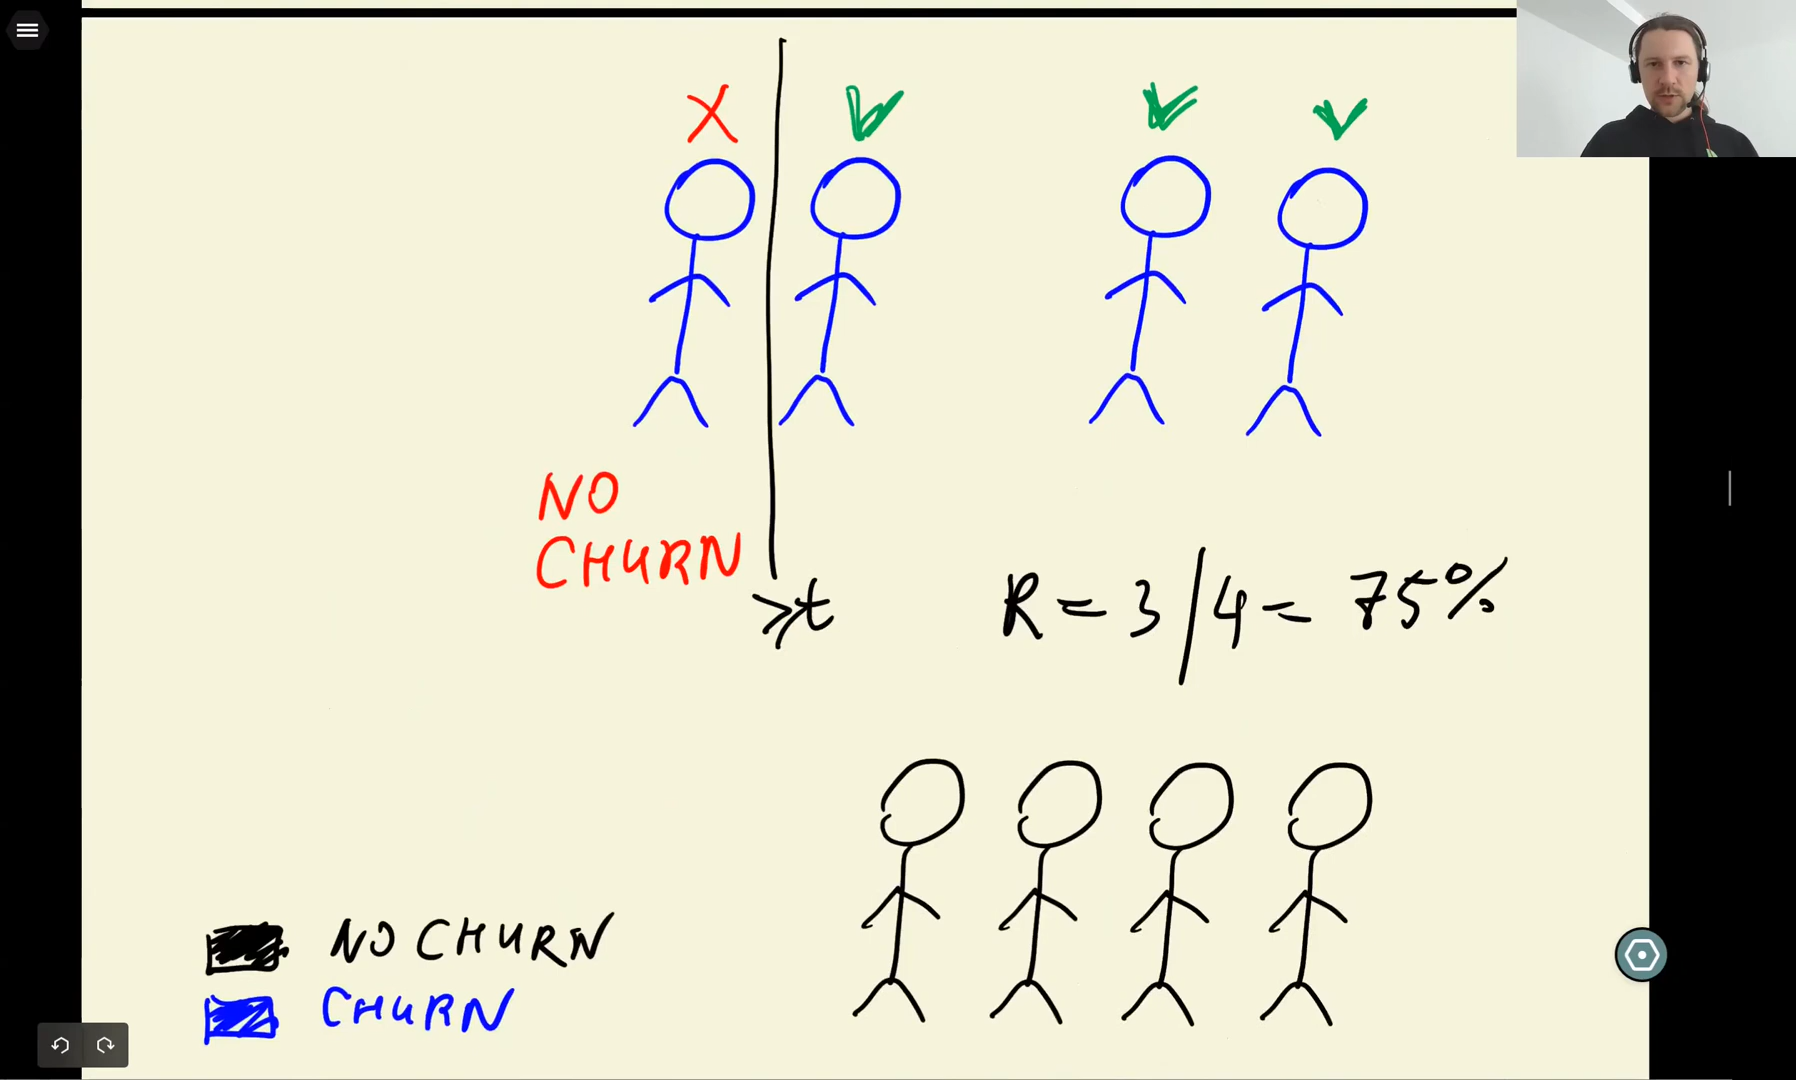 NO
CHURN
≥t
R = 3/4 = 75%
NO CHURN
CHURN